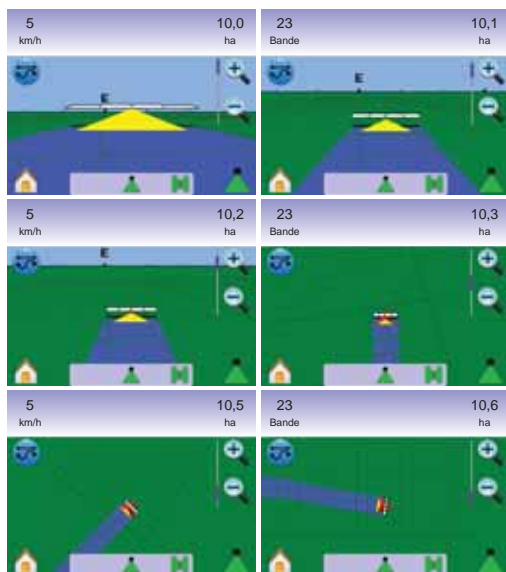 5 10,0
km/h ha
E
23 10,1
Bande ha
E
5 10,2
km/h ha
E
23 10,3
Bande ha
5 10,5
km/h ha
23 10,6
Bande ha